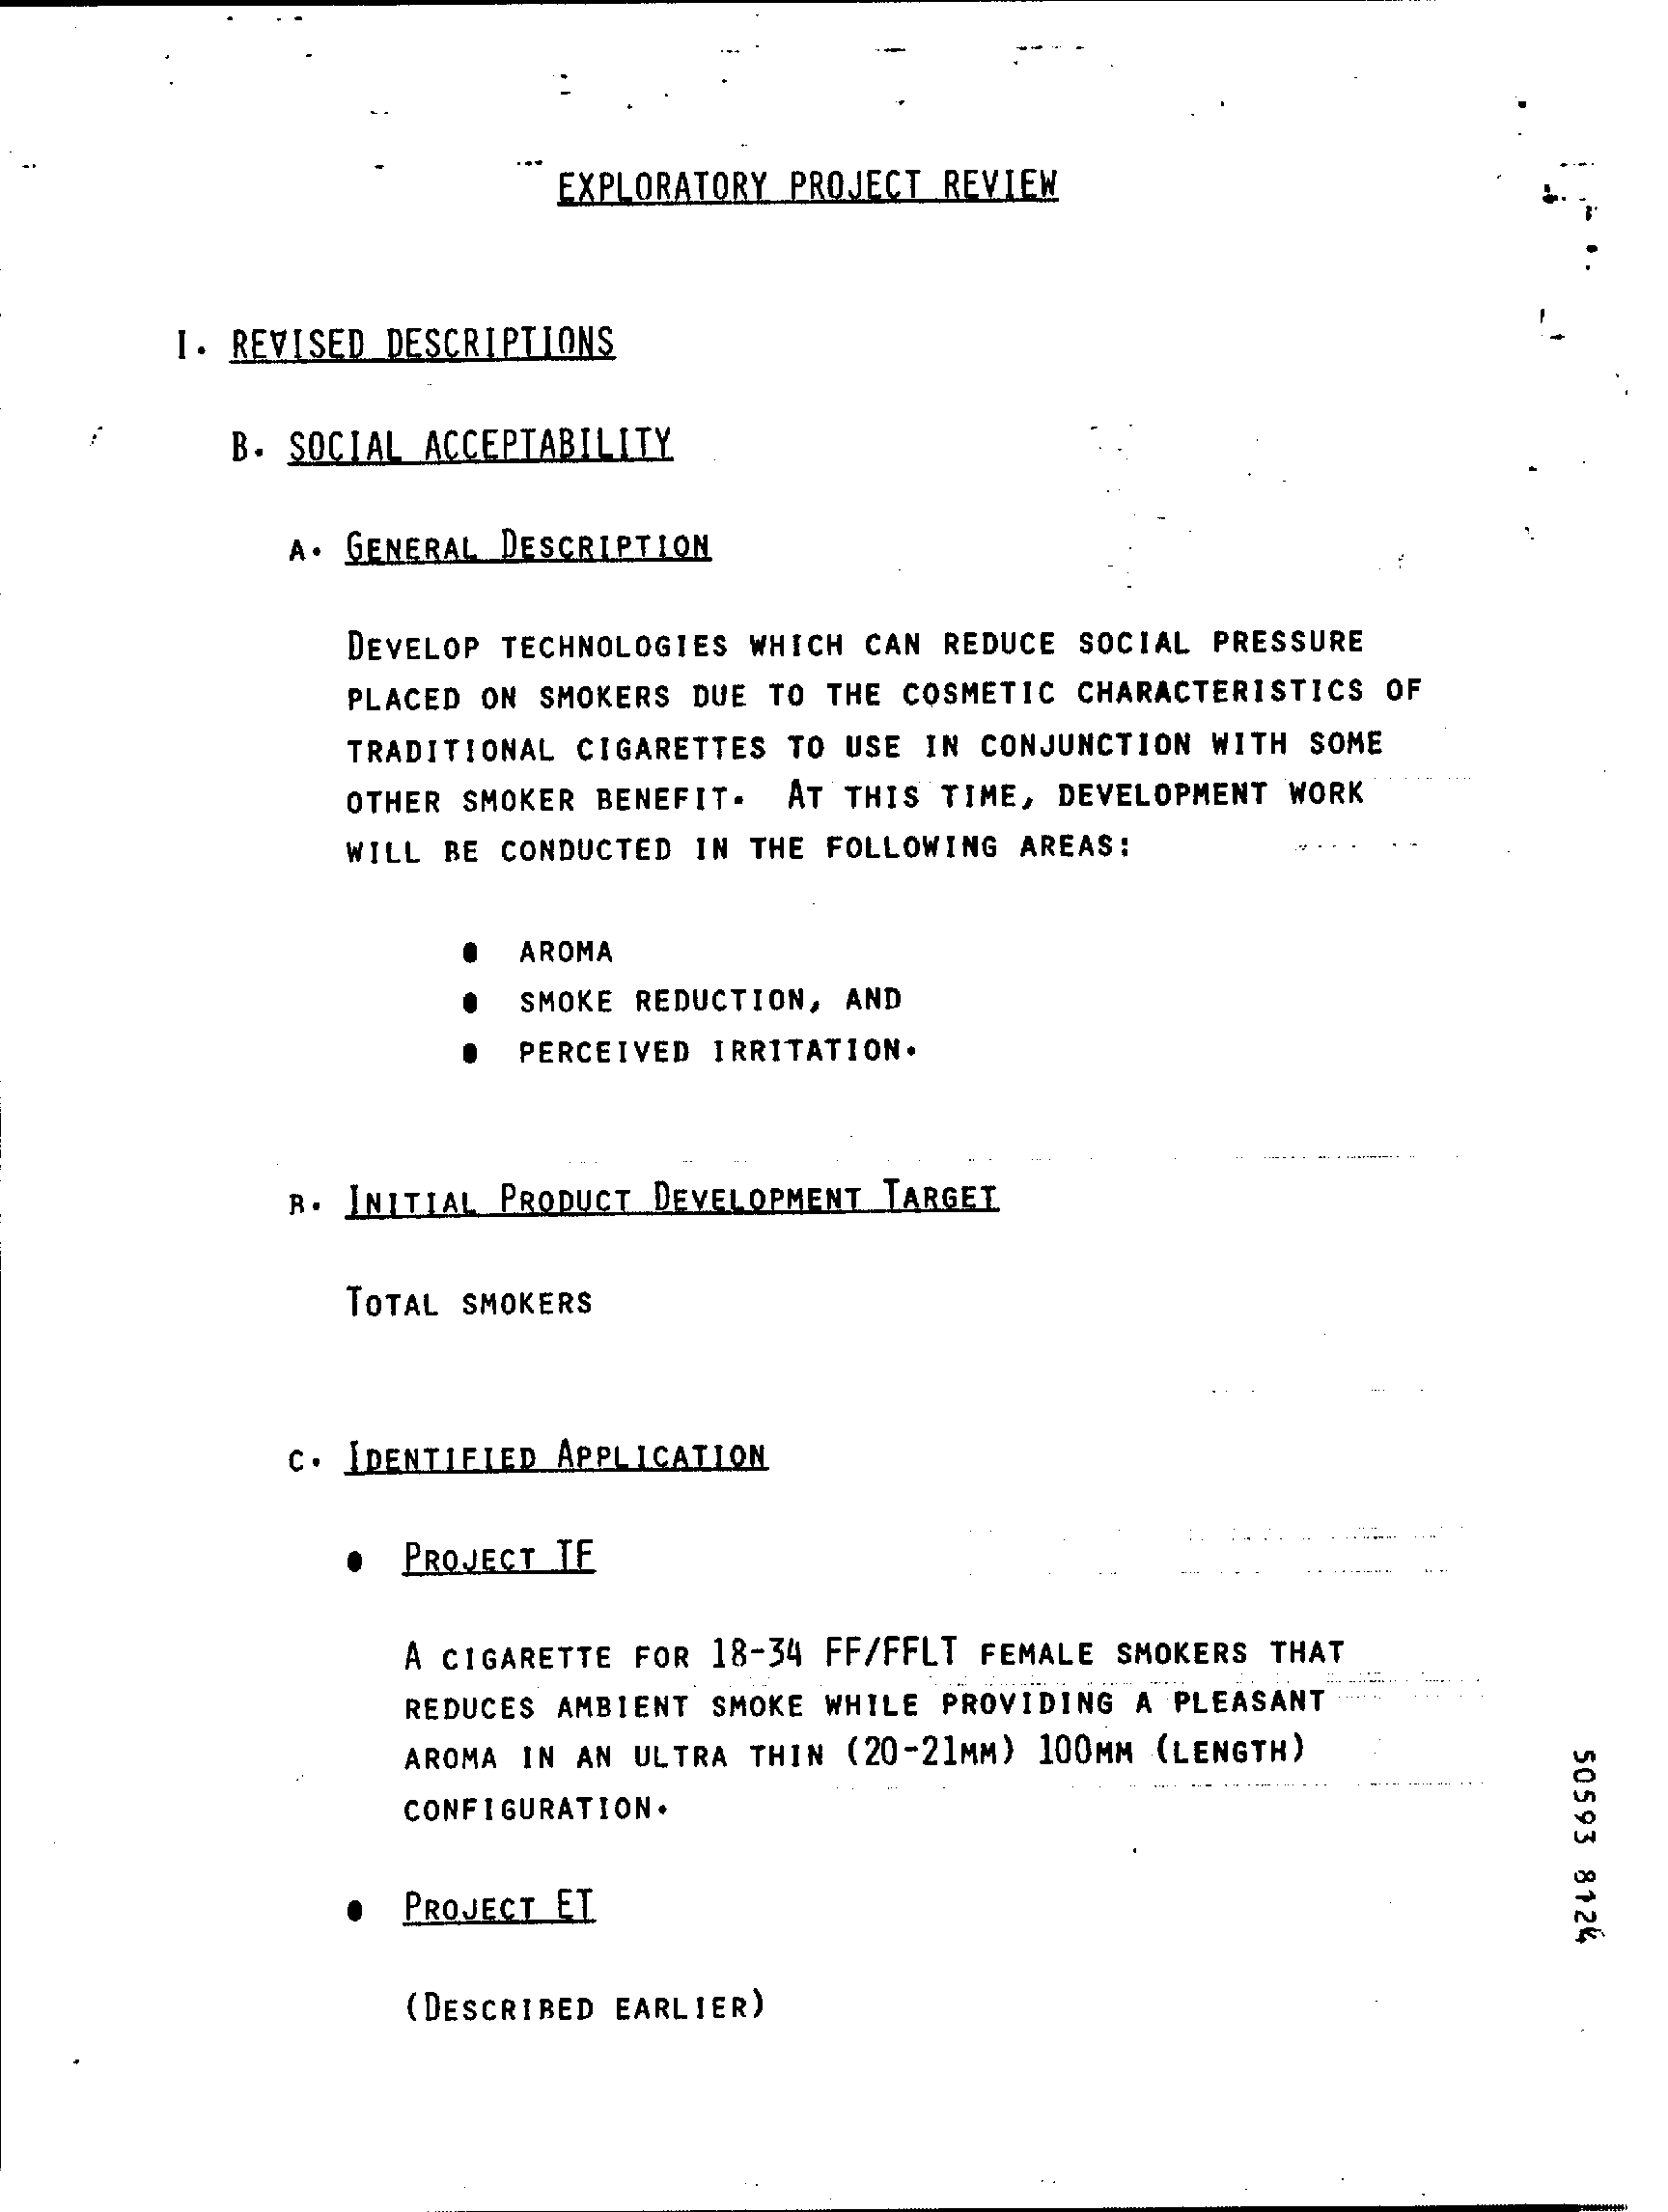 EXPLORATORY PROJECT REVIEW
I. REVISED DESCRIPTIONS
B. SOCIAL ACCEPTABILITY
A. GENERAL DESCRIPTION
DEVELOP TECHNOLOGIES WHICH CAN REDUCE SOCIAL PRESSURE
PLACED ON SMOKERS DUE TO THE COSMETIC CHARACTERISTICS OF
TRADITIONAL CIGARETTES TO USE IN CONJUNCTION WITH SOME
OTHER SMOKER BENEFIT. AT THIS TIME, DEVELOPMENT WORK
WILL BE CONDUCTED IN THE FOLLOWING AREAS:
● AROMA
● SMOKE REDUCTION, AND
● PERCEIVED IRRITATION.
B. INITIAL PRODUCT DEVELOPMENT TARGET
TOTAL SMOKERS
C. IDENTIFIED APPLICATION
● PROJECT TF
A CIGARETTE FOR 18-34 FF/FFLT FEMALE SMOKERS THAT
REDUCES AMBIENT SMOKE WHILE PROVIDING A PLEASANT
AROMA IN AN ULTRA THIN (20-21MM) 100MM (LENGTH)
CONFIGURATION.
● PROJECT ET
(DESCRIBED EARLIER)
50593 8124